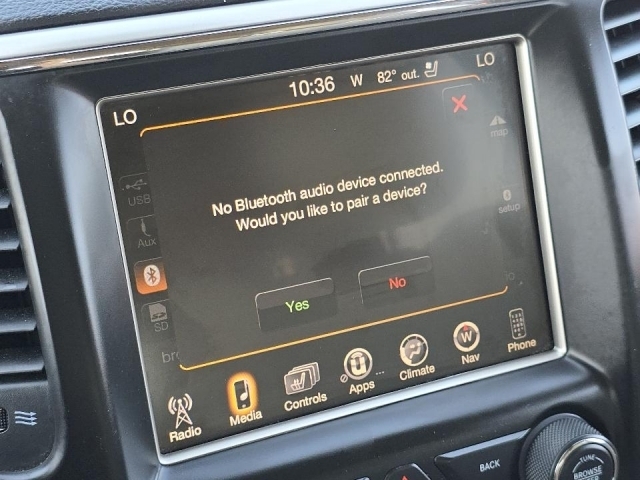 LO
10:36 W 82° out.
LO
map
No Bluetooth audio device connected.
Would you like to pair a device?
USB
Aux
SD
setup
Yes
No
Radio
Media
Controls
Apps ...
Climate
W
Nav
Phone
BACK
TUNE
BROWSE